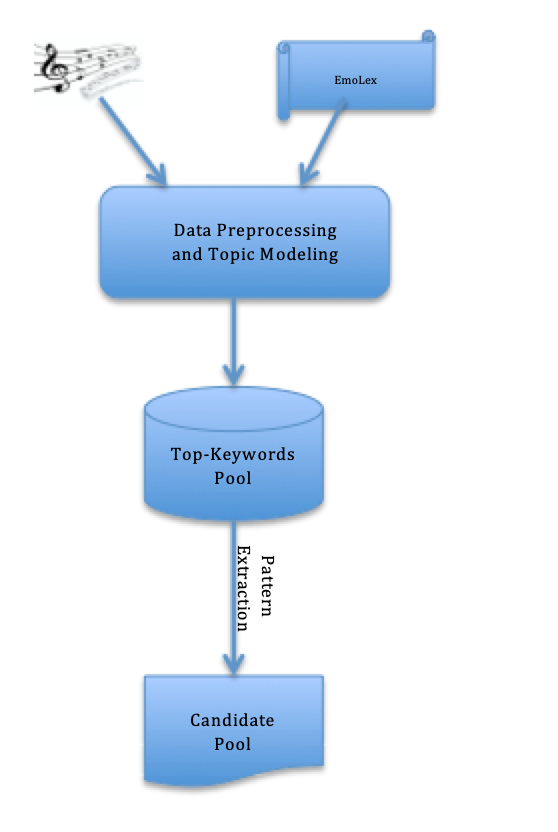 EmoLex
Data Preprocessing
and Topic Modeling
Top-Keywords
Pool
Pattern
Extraction
Candidate
Pool